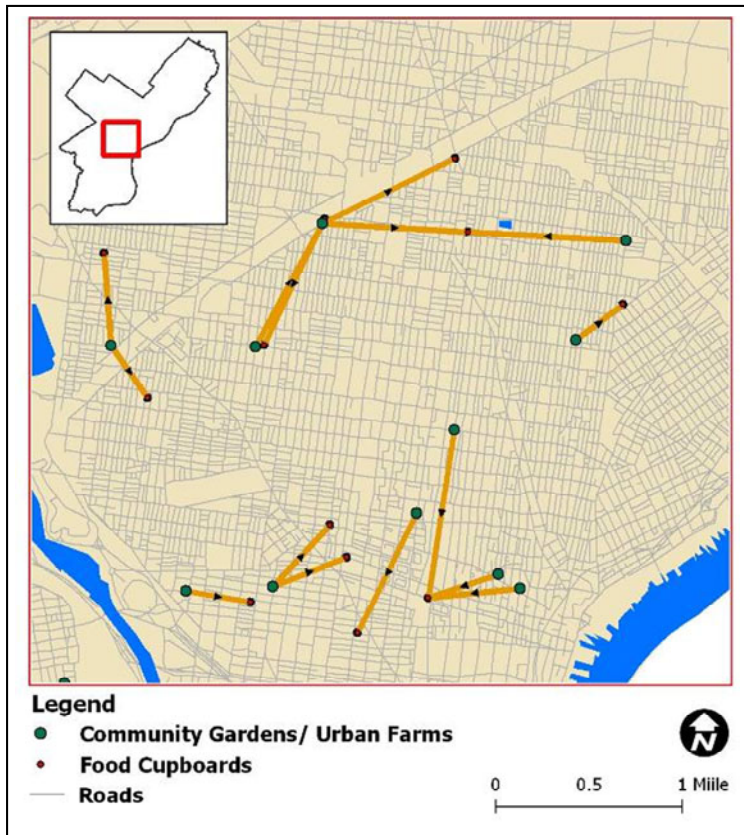 Legend
Community Gardens/ Urban Farms
Food Cupboards
Roads
N
0 0.5 1 Miile